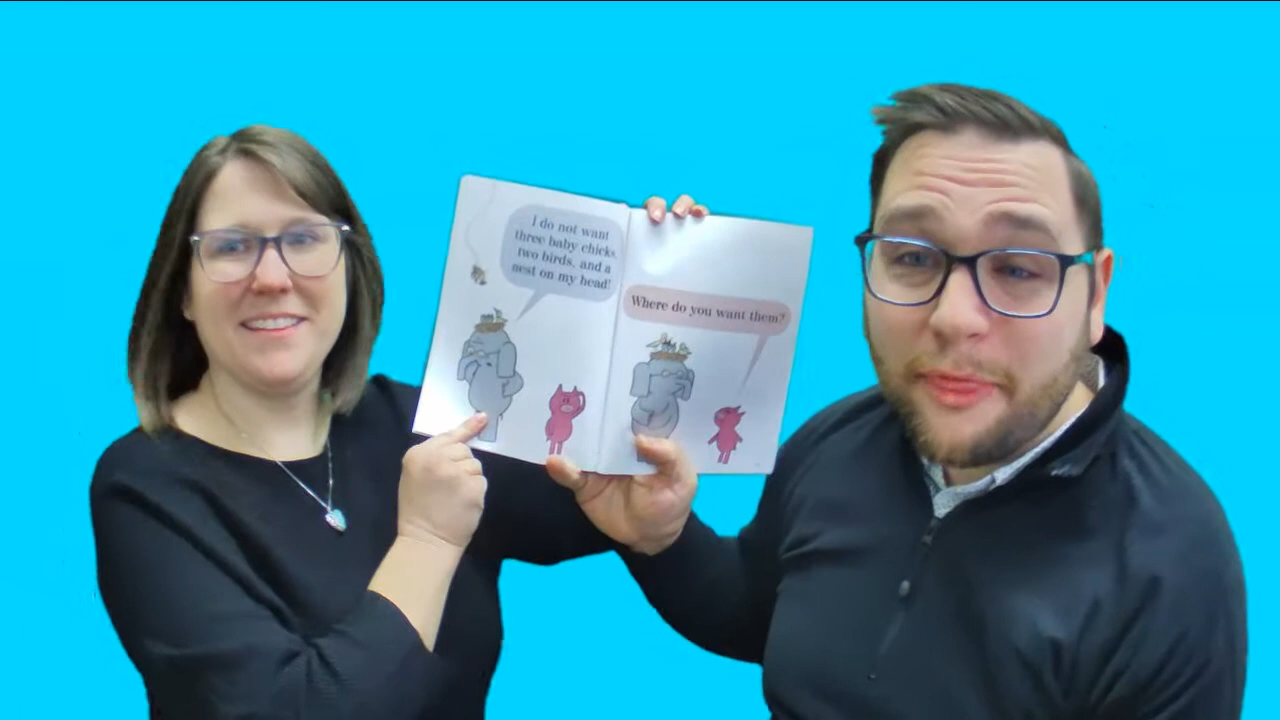 I do not want
three baby chicks,
two birds, and a
nest on my head!
Where do you want them?